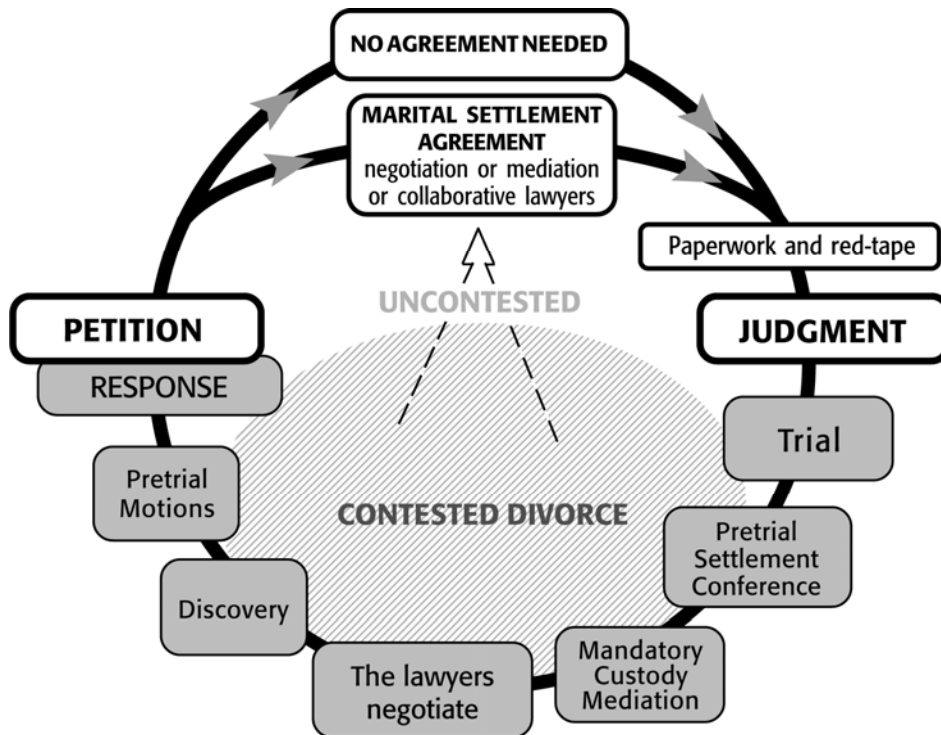 NO AGREEMENT NEEDED
MARITAL SETTLEMENT
AGREEMENT
negotiation or mediation
or collaborative lawyers
Paperwork and red-tape
UNCONTESTED
PETITION
JUDGMENT
RESPONSE
Trial
Pretrial
Motions
CONTESTED DIVORCE
Pretrial
Settlement
Conference
Discovery
Mandatory
Custody
Mediation
The lawyers
negotiate